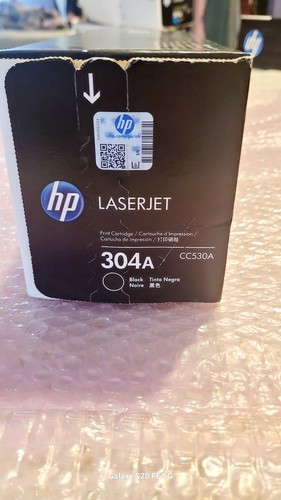 hp
hp
LASERJET
Print Cartridge / Cartouche d'Impression /
Cartucho de Impresión / 打印硒鼓
304A
CC530A
Black Tinta Negra
Noire 黑色
Galaxy S20 FE 5G